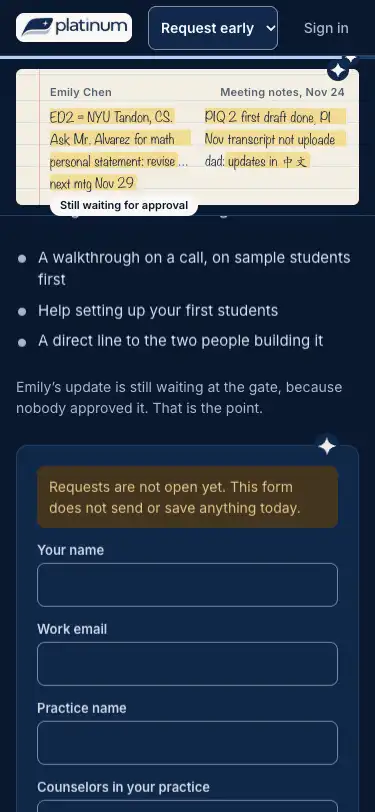 platinum
Request early
Sign in
Emily Chen
Meeting notes, Nov 24
ED2 = NYU Tandon, CS.
Ask Mr. Alvarez for math
personal statement: revise ...
next mtg Nov 29
PIQ 2 first draft done, PI
Nov transcript not uploade
dad: updates in 中文
Still waiting for approval
A walkthrough on a call, on sample students
first
Help setting up your first students
A direct line to the two people building it
Emily’s update is still waiting at the gate, because
nobody approved it. That is the point.
Requests are not open yet. This form
does not send or save anything today.
Your name
Work email
Practice name
Counselors in your practice